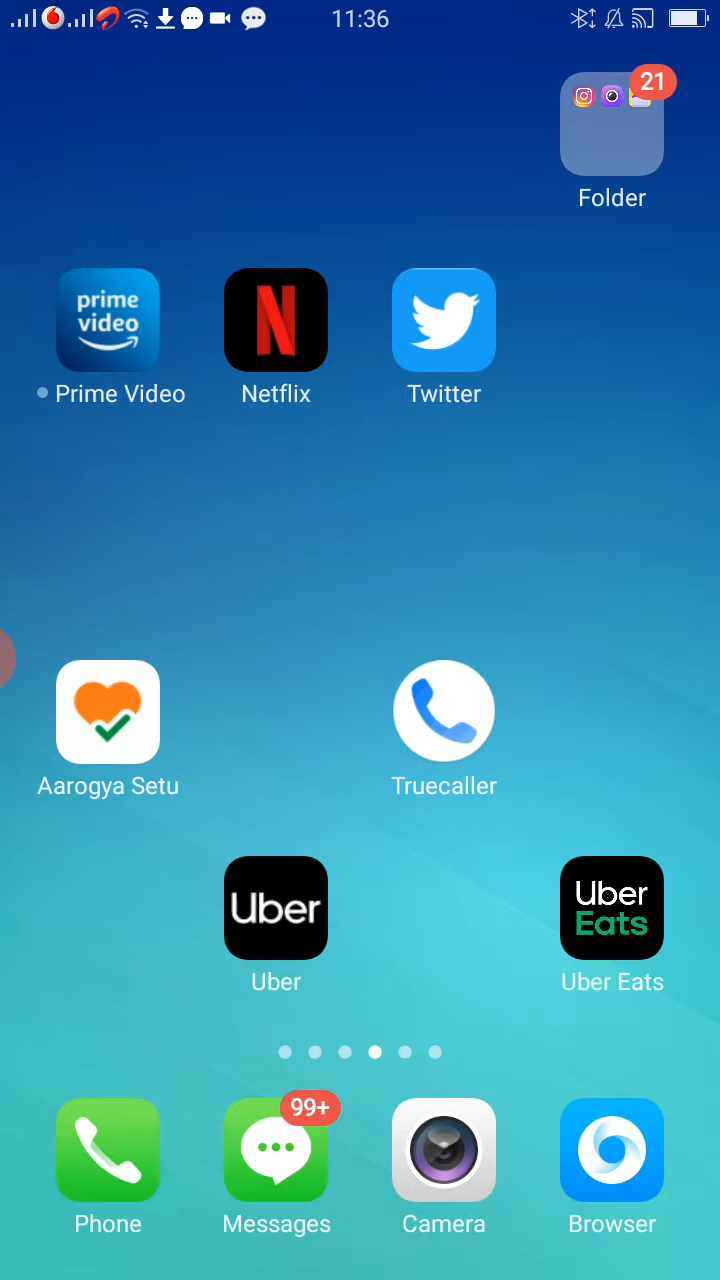 11:36
21
Folder
prime
video
Prime Video
N
Netflix
Twitter
Aarogya Setu
Truecaller
Uber
Uber
Eats
Uber
Uber Eats
99+
Phone
Messages
Camera
Browser